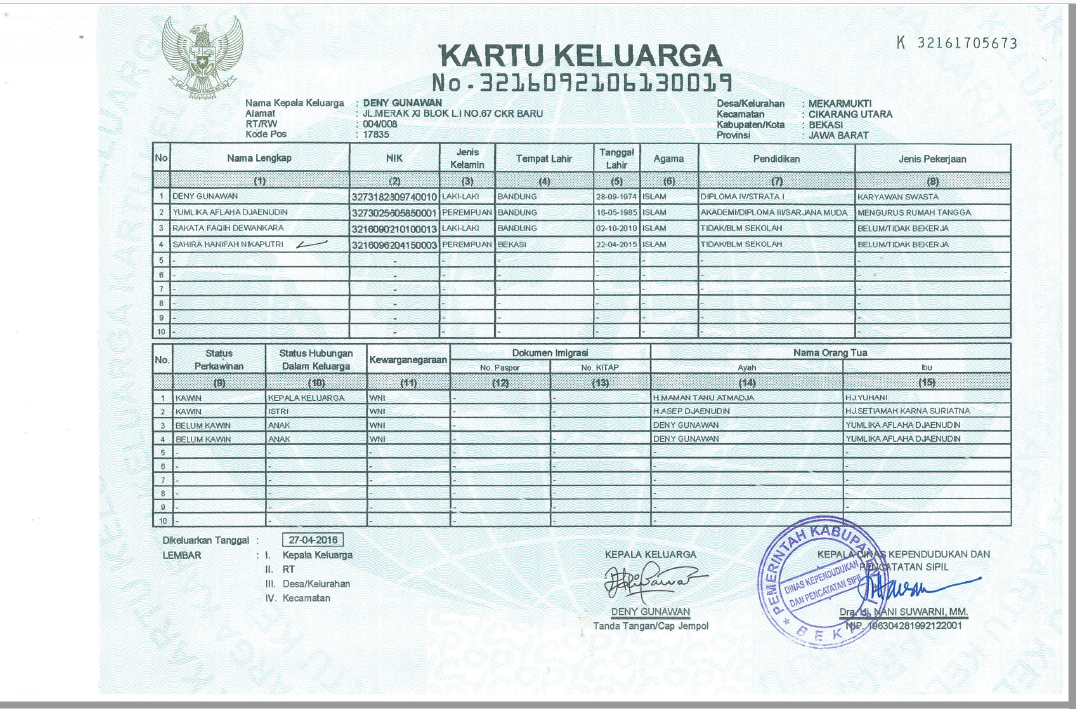 K 32161705673
KARTU KELUARGA
No.3216092106130019
Nama Kepala Keluarga : DENY GUNAWAN Desa/Kelurahan : MEKARMUKTI
Alamat : JL.MERAK XI BLOK L.I NO.67 CKR BARU Kecamatan : CIKARANG UTARA
RT/RW : 004/008 Kabupaten/Kota : BEKASI
Kode Pos : 17835 Provinsi : JAWA BARAT
No Nama Lengkap NIK Jenis Kelamin Tempat Lahir Tanggal Lahir Agama Pendidikan Jenis Pekerjaan
(1) (2) (3) (4) (5) (6) (7) (8)
1 DENY GUNAWAN 3273182809740010 LAKI-LAKI BANDUNG 28-09-1974 ISLAM DIPLOMA IV/STRATA I KARYAWAN SWASTA
2 YUMLIKA AFLAHA DJAENUDIN 3273025605850001 PEREMPUAN BANDUNG 16-05-1985 ISLAM AKADEMI/DIPLOMA III/SARJANA MUDA MENGURUS RUMAH TANGGA
3 RAKATA FAQIH DEWANKARA 3216090210100013 LAKI-LAKI BANDUNG 02-10-2010 ISLAM TIDAK/BLM SEKOLAH BELUM/TIDAK BEKERJA
4 SAHIRA HANIFAH NIKAPUTRI 3216096204150003 PEREMPUAN BEKASI 22-04-2015 ISLAM TIDAK/BLM SEKOLAH BELUM/TIDAK BEKERJA
5 - - - - - - - -
6 - - - - - - - -
7 - - - - - - - -
8 - - - - - - - -
9 - - - - - - - -
10 - - - - - - - -
No. Status Perkawinan Status Hubungan Dalam Keluarga Kewarganegaraan Dokumen Imigrasi Nama Orang Tua
No. Paspor No. KITAP Ayah Ibu
(9) (10) (11) (12) (13) (14) (15)
1 KAWIN KEPALA KELUARGA WNI - - H.MAMAN TANU ATMADJA HJ.YUHANI
2 KAWIN ISTRI WNI - - H.ASEP DJAENUDIN HJ.SETIAMAH KARNA SURIATNA
3 BELUM KAWIN ANAK WNI - - DENY GUNAWAN YUMLIKA AFLAHA DJAENUDIN
4 BELUM KAWIN ANAK WNI - - DENY GUNAWAN YUMLIKA AFLAHA DJAENUDIN
5 - - - - - - -
6 - - - - - - -
7 - - - - - - -
8 - - - - - - -
9 - - - - - - -
10 - - - - - - -
Dikeluarkan Tanggal : 27-04-2016
LEMBAR : I. Kepala Keluarga
II. RT
III. Desa/Kelurahan
IV. Kecamatan
KEPALA KELUARGA
DENY GUNAWAN
Tanda Tangan/Cap Jempol
KEPALA DINAS KEPENDUDUKAN DAN
PENCATATAN SIPIL
PEMERINTAH KABUPA
DINAS KEPENDUDUKAN
DAN PENCATATAN SIPIL
NANI SUWARNI, MM.
NIP. 196304281992122001